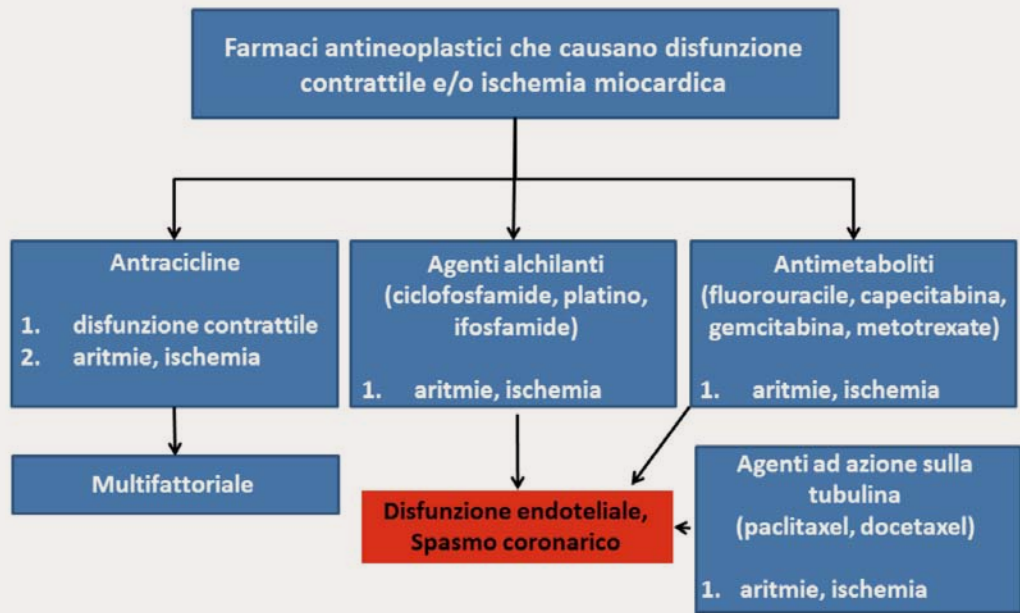 Farmaci antineoplastici che causano disfunzione
contrattile e/o ischemia miocardica
Antracicline
1. disfunzione contrattile
2. aritmie, ischemia
Agenti alchilanti
(ciclofosfamide, platino,
ifosfamide)
1. aritmie, ischemia
Antimetaboliti
(fluorouracile, capecitabina,
gemcitabina, metotrexate)
1. aritmie, ischemia
Multifattoriale
Disfunzione endoteliale,
Spasmo coronarico
Agenti ad azione sulla
tubulina
(paclitaxel, docetaxel)
1. aritmie, ischemia